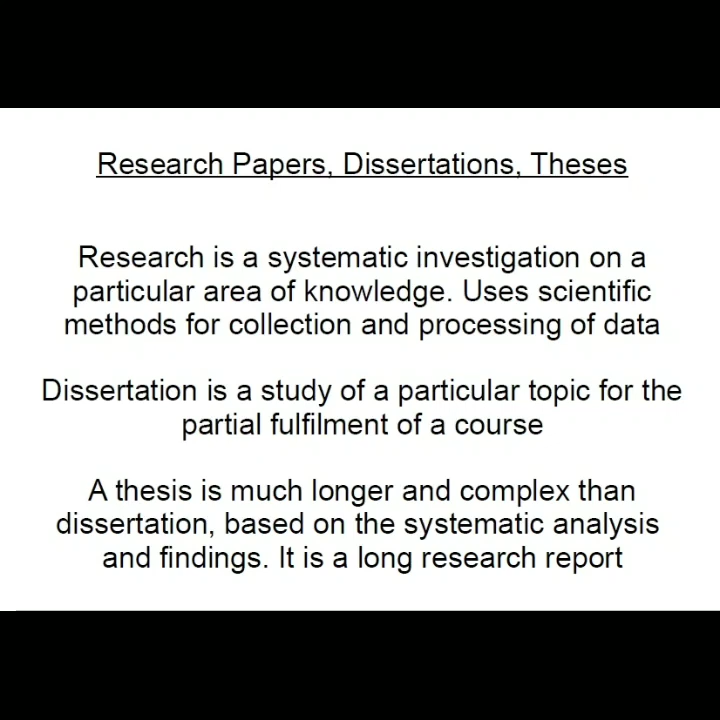 Research Papers, Dissertations, Theses
Research is a systematic investigation on a
particular area of knowledge. Uses scientific
methods for collection and processing of data
Dissertation is a study of a particular topic for the
partial fulfilment of a course
A thesis is much longer and complex than
dissertation, based on the systematic analysis
and findings. It is a long research report